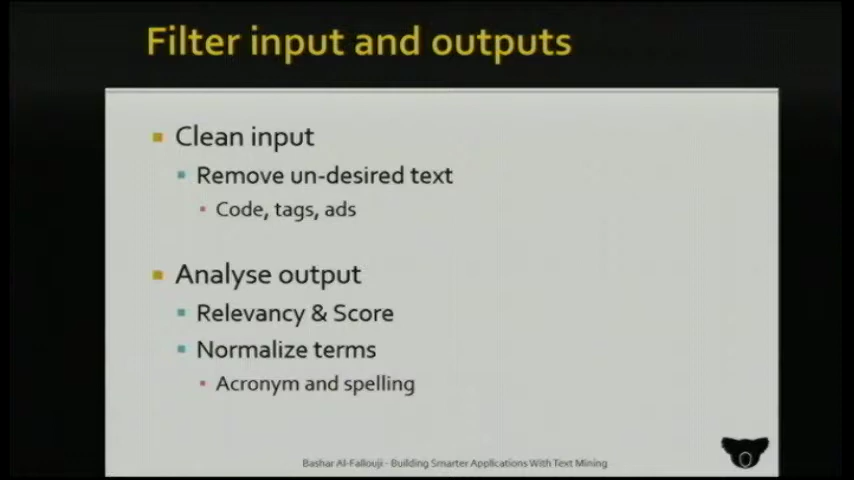 Filter input and outputs
Clean input
Remove un-desired text
Code, tags, ads
Analyse output
Relevancy & Score
Normalize terms
Acronym and spelling
Bashar Al-Fallouji - Building Smarter Applications With Text Mining